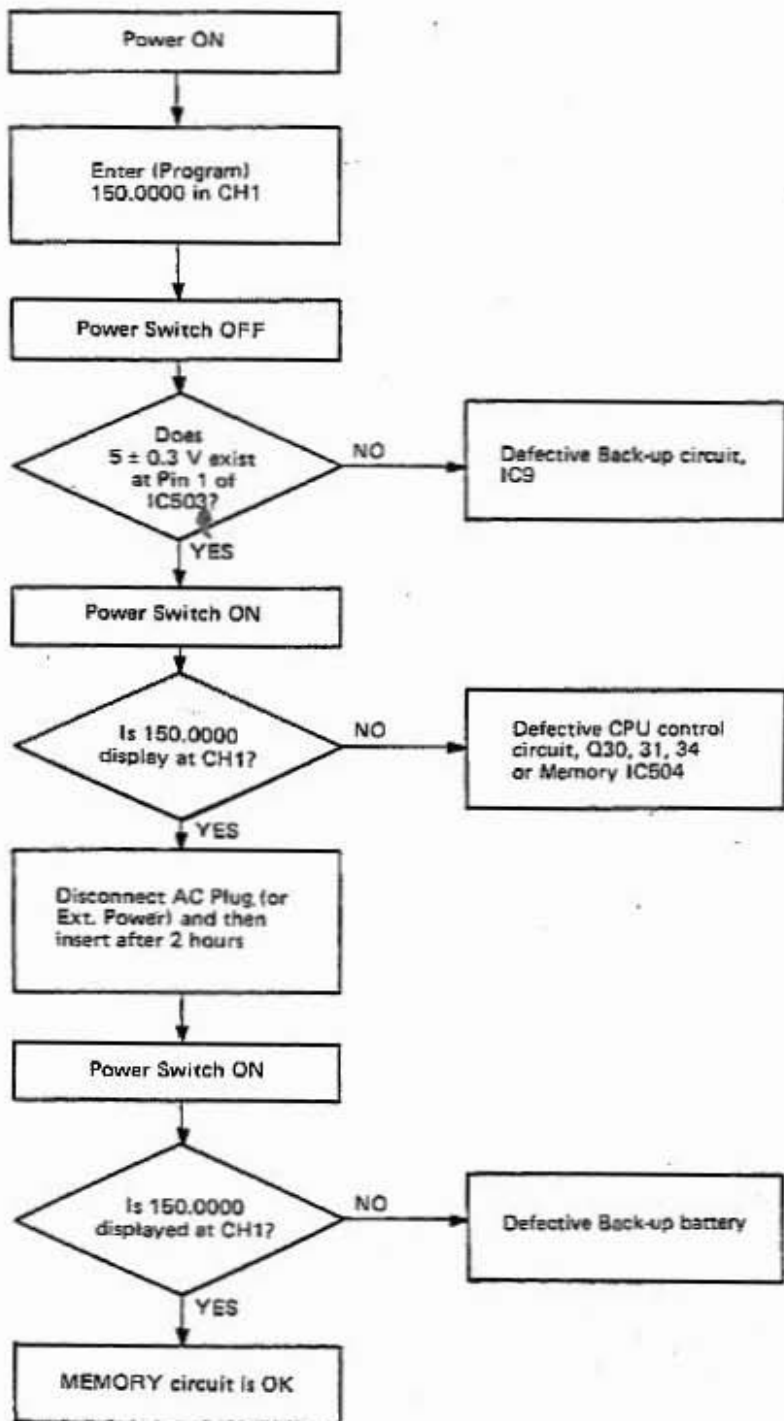 Power ON
Enter (Program)
150.0000 in CH1
Power Switch OFF
Does
5 ± 0.3 V exist
at Pin 1 of
IC503?
NO
Defective Back-up circuit,
IC9
YES
Power Switch ON
Is 150.0000
display at CH1?
NO
Defective CPU control
circuit, Q30, 31, 34
or Memory IC504
YES
Disconnect AC Plug (or
Ext. Power) and then
insert after 2 hours
Power Switch ON
Is 150.0000
displayed at CH1?
NO
Defective Back-up battery
YES
MEMORY circuit is OK